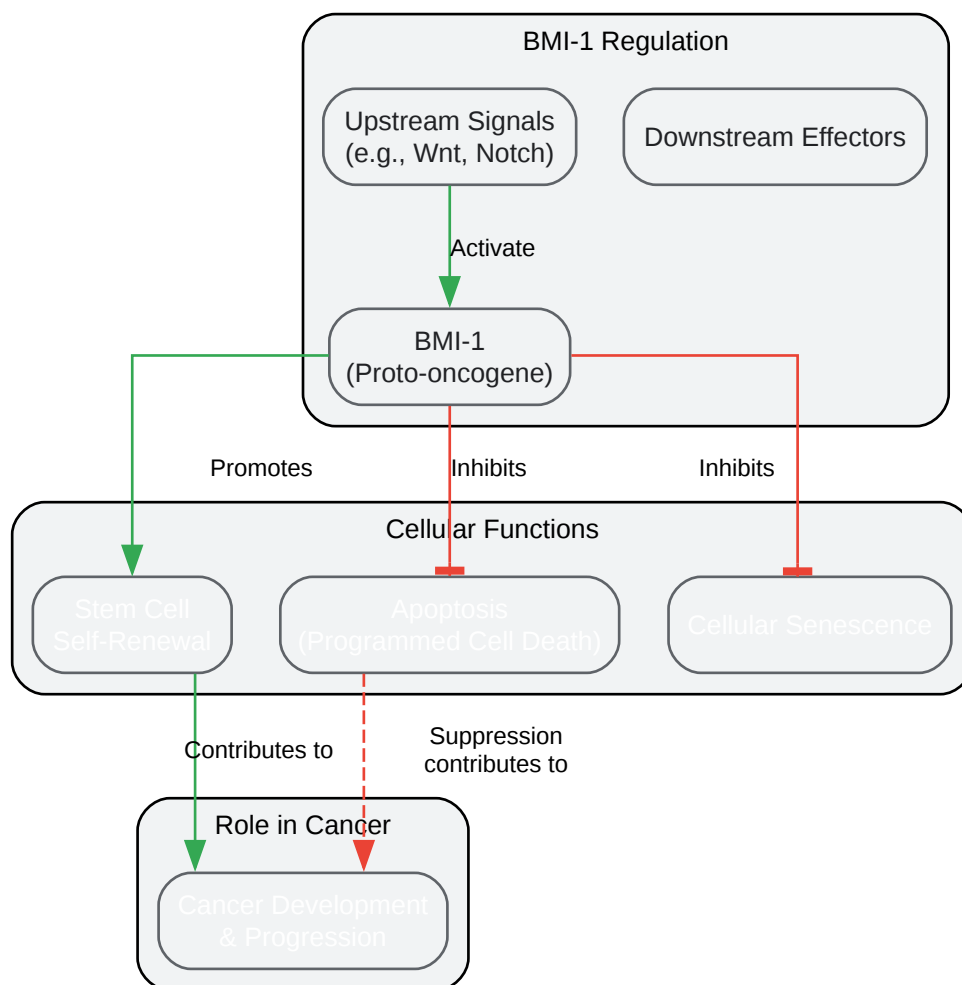 BMI-1 Regulation
Upstream Signals
(e.g., Wnt, Notch)
Downstream Effectors
Activate
BMI-1
(Proto-oncogene)
Promotes
Inhibits
Inhibits
Cellular Functions
Stem Cell
Self-Renewal
Apoptosis
(Programmed Cell Death)
Cellular Senescence
Contributes to
Suppression
contributes to
Role in Cancer
Cancer Development
& Progression